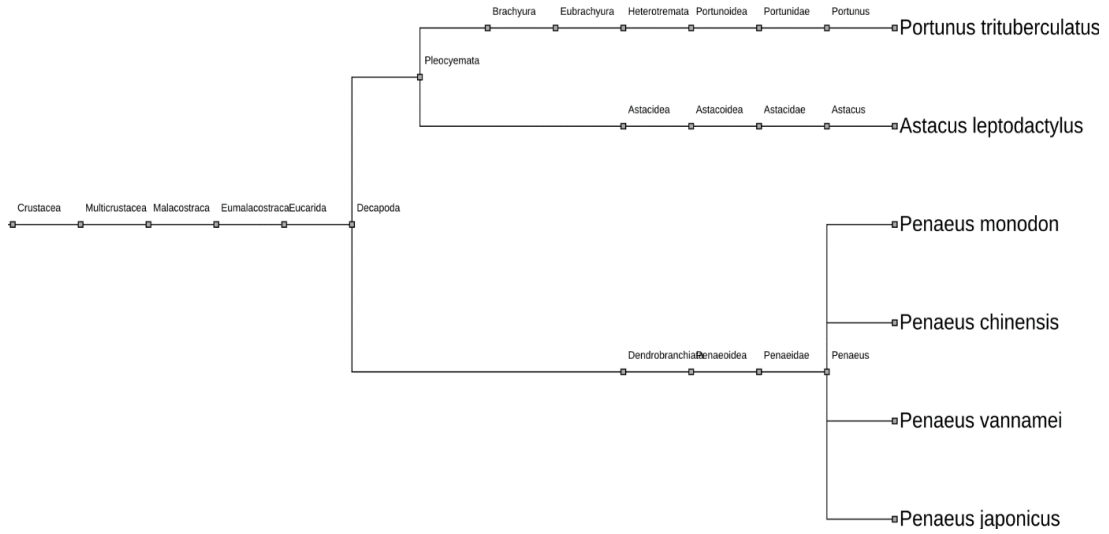 Brachyura Eubrachyura Heterotremata Portunoidea Portunidae Portunus
Portunus trituberculatus
Pleocyemata
Astacidea Astacoidea Astacidae Astacus
Astacus leptodactylus
Crustacea Multicrustacea Malacostraca Eumalacostraca Eucarida Decapoda
Penaeus monodon
Penaeus chinensis
Dendrobranchiata Penaeoidea Penaeidae Penaeus
Penaeus vannamei
Penaeus japonicus